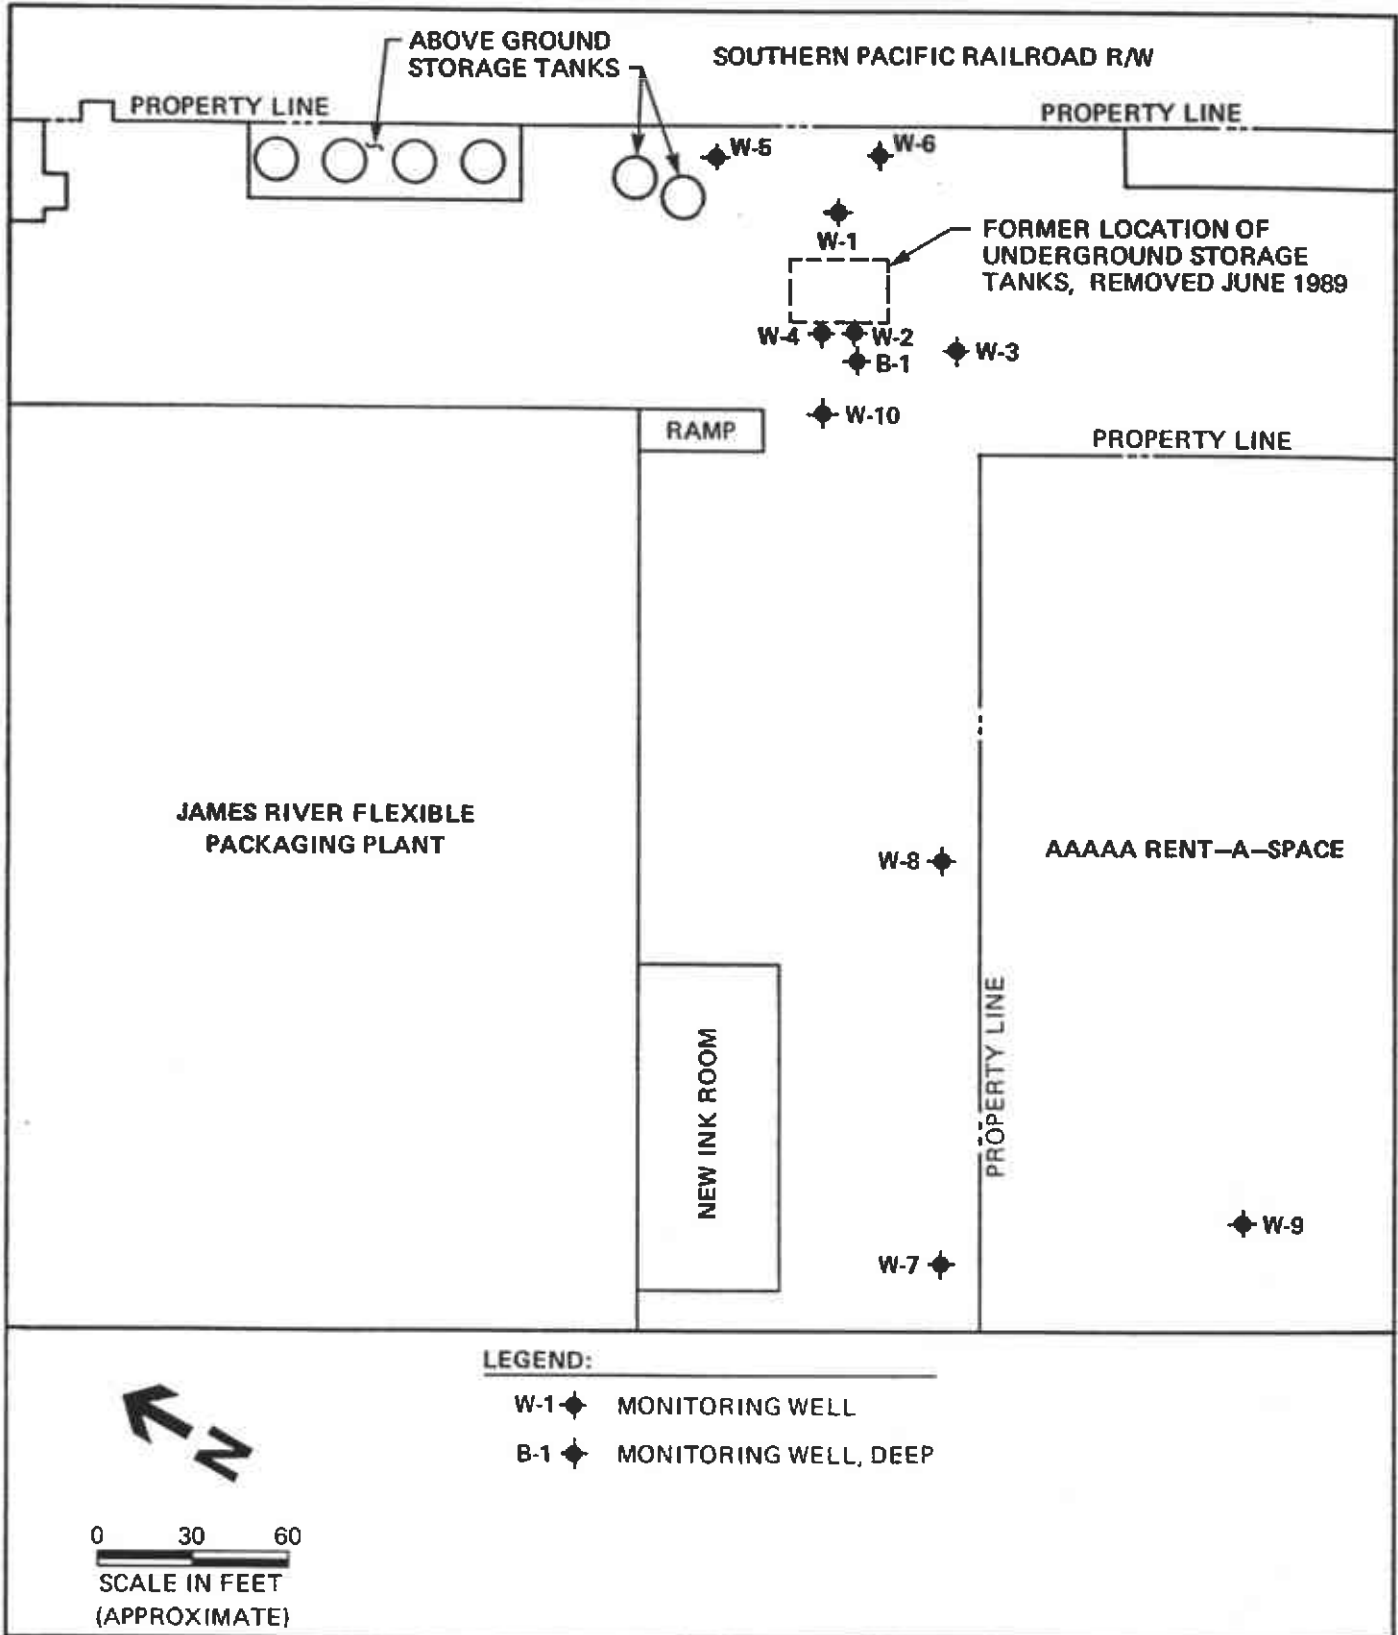 ABOVE GROUND
STORAGE TANKS
SOUTHERN PACIFIC RAILROAD R/W
PROPERTY LINE
PROPERTY LINE
W-5
W-6
W-1
FORMER LOCATION OF
UNDERGROUND STORAGE
TANKS, REMOVED JUNE 1989
W-4
W-2
W-3
B-1
W-10
RAMP
PROPERTY LINE
JAMES RIVER FLEXIBLE
PACKAGING PLANT
W-8
AAAAA RENT-A-SPACE
NEW INK ROOM
PROPERTY LINE
W-9
W-7
LEGEND:
W-1 MONITORING WELL
B-1 MONITORING WELL, DEEP
N
0 30 60
SCALE IN FEET
(APPROXIMATE)